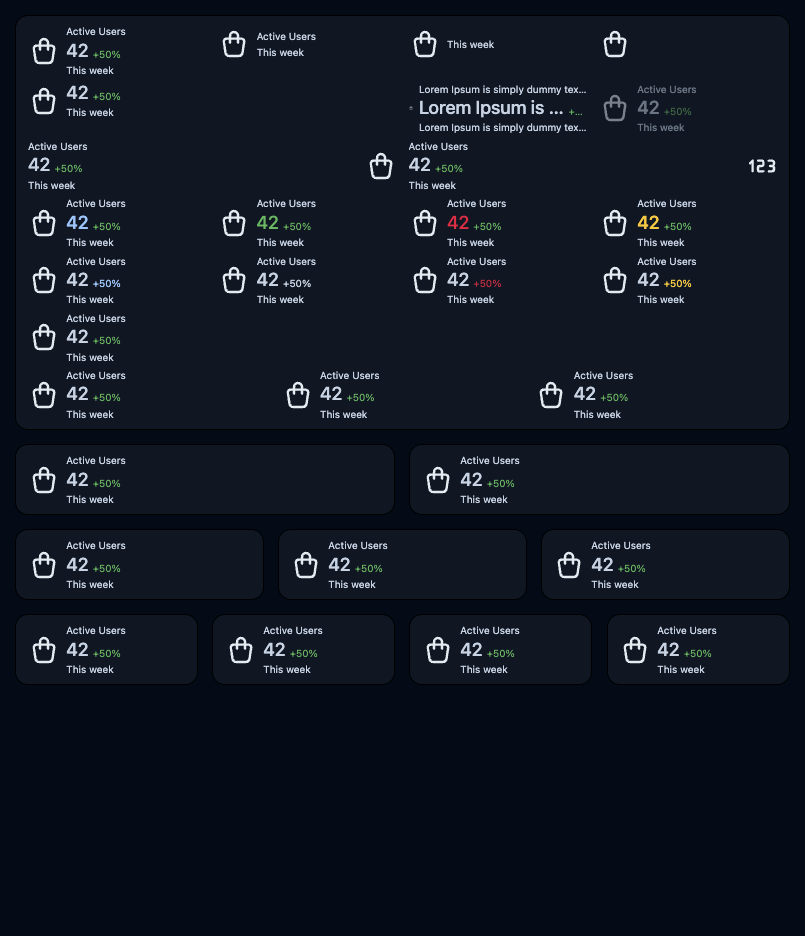 Active Users
42 +50%
This week
Active Users
This week
This week
42 +50%
This week
Lorem Ipsum is simply dummy tex...
Lorem Ipsum is ... +...
Lorem Ipsum is simply dummy tex...
Active Users
42 +50%
This week
Active Users
42 +50%
This week
Active Users
42 +50%
This week
123
Active Users
42 +50%
This week
Active Users
42 +50%
This week
Active Users
42 +50%
This week
Active Users
42 +50%
This week
Active Users
42 +50%
This week
Active Users
42 +50%
This week
Active Users
42 +50%
This week
Active Users
42 +50%
This week
Active Users
42 +50%
This week
Active Users
42 +50%
This week
Active Users
42 +50%
This week
Active Users
42 +50%
This week
Active Users
42 +50%
This week
Active Users
42 +50%
This week
Active Users
42 +50%
This week
Active Users
42 +50%
This week
Active Users
42 +50%
This week
Active Users
42 +50%
This week
Active Users
42 +50%
This week
Active Users
42 +50%
This week
Active Users
42 +50%
This week